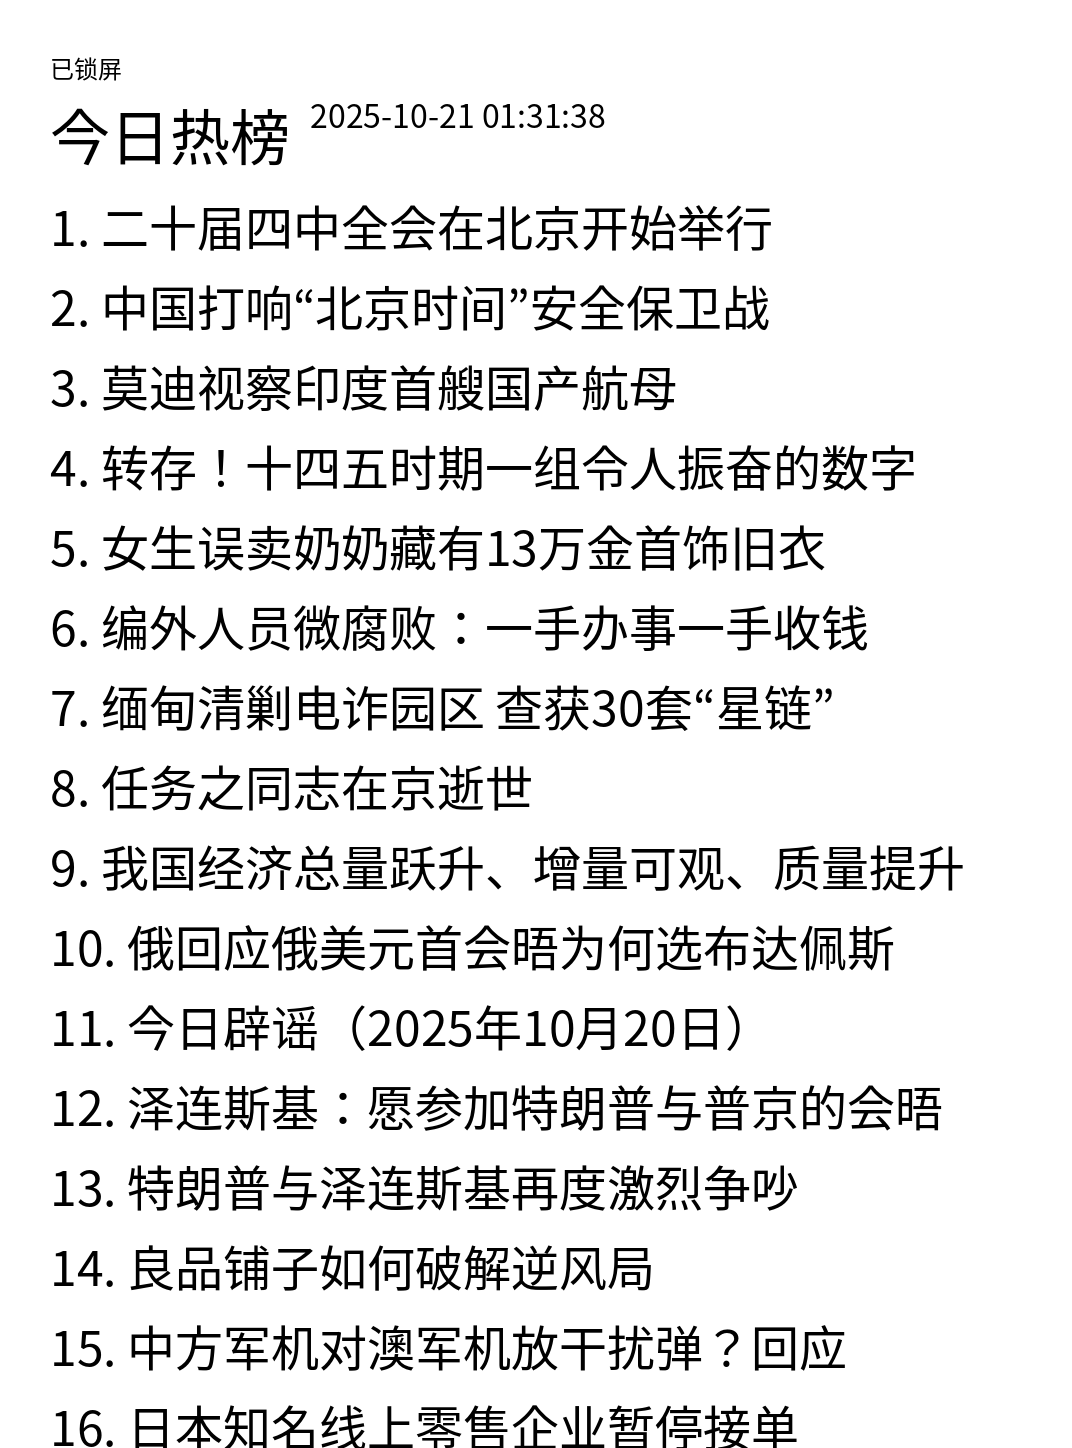 已锁屏
今日热榜 2025-10-21 01:31:38
1. 二十届四中全会在北京开始举行
2. 中国打响“北京时间”安全保卫战
3. 莫迪视察印度首艘国产航母
4. 转存！十四五时期一组令人振奋的数字
5. 女生误卖奶奶藏有13万金首饰旧衣
6. 编外人员微腐败：一手办事一手收钱
7. 缅甸清剿电诈园区 查获30套“星链”
8. 任务之同志在京逝世
9. 我国经济总量跃升、增量可观、质量提升
10. 俄回应俄美元首会晤为何选布达佩斯
11. 今日辟谣（2025年10月20日）
12. 泽连斯基：愿参加特朗普与普京的会晤
13. 特朗普与泽连斯基再度激烈争吵
14. 良品铺子如何破解逆风局
15. 中方军机对澳军机放干扰弹？回应
16. 日本知名线上零售企业暂停接单